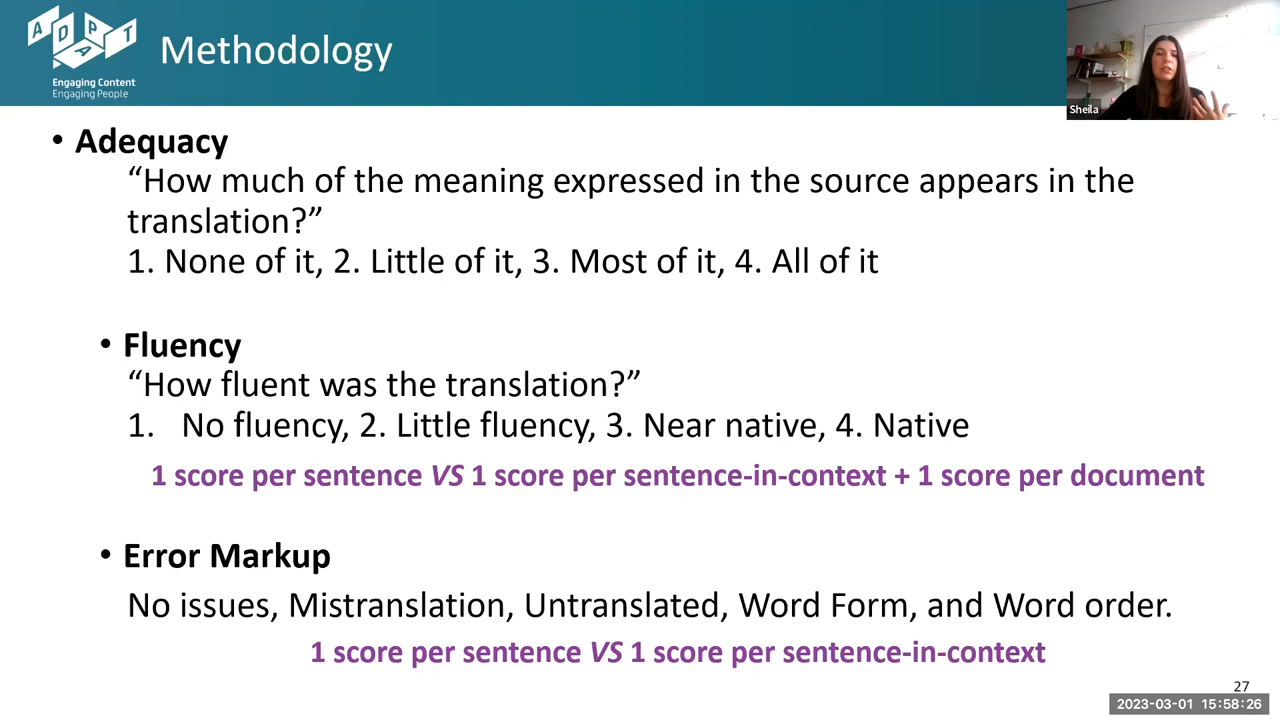 ADAPT
Engaging Content
Engaging People
Methodology
Sheila
• Adequacy
“How much of the meaning expressed in the source appears in the
translation?”
1. None of it, 2. Little of it, 3. Most of it, 4. All of it
• Fluency
“How fluent was the translation?”
1. No fluency, 2. Little fluency, 3. Near native, 4. Native
1 score per sentence VS 1 score per sentence-in-context + 1 score per document
• Error Markup
No issues, Mistranslation, Untranslated, Word Form, and Word order.
1 score per sentence VS 1 score per sentence-in-context
27
2023-03-01 15:58:26